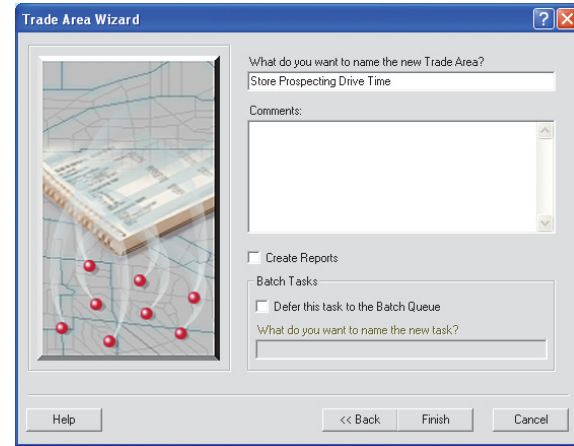 Trade Area Wizard
What do you want to name the new Trade Area?
Store Prospecting Drive Time
Comments:
Create Reports
Batch Tasks
Defer this task to the Batch Queue
What do you want to name the new task?
Help
<< Back
Finish
Cancel